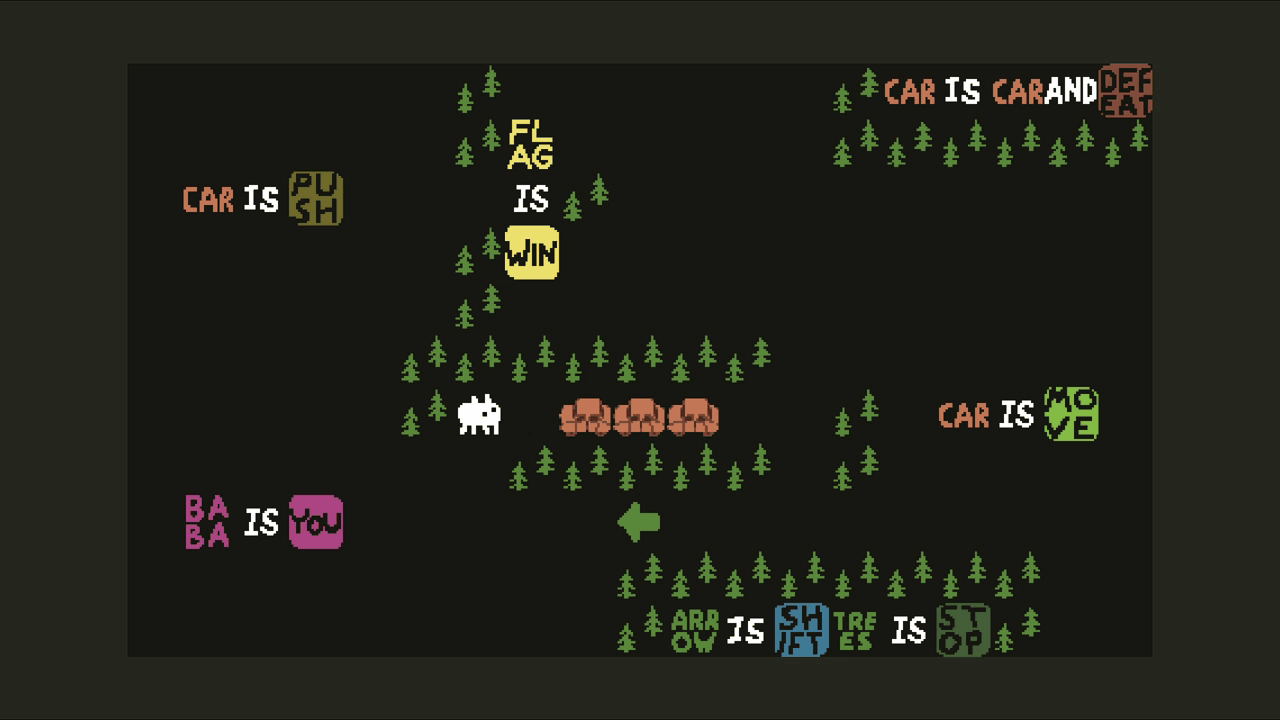 CAR IS CAR AND DEFEAT
FLAG
IS
WIN
CAR IS PUSH
CAR IS MOVE
BABA IS YOU
ARROW IS SHIFT TREES IS STOP